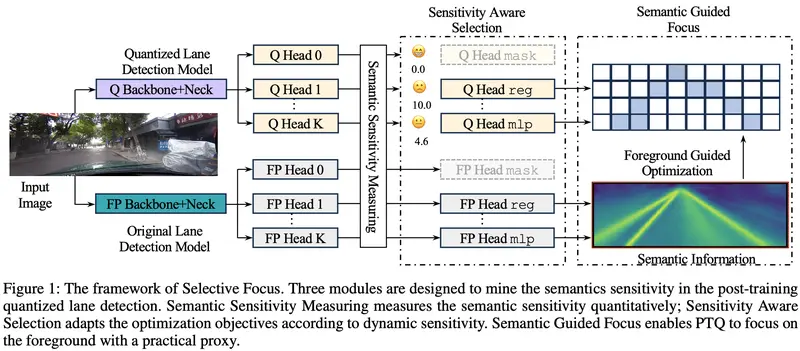 Sensitivity Aware
Selection
Semantic Guided
Focus
Quantized Lane
Detection Model
Q Backbone+Neck
Q Head 0
Q Head 1
Q Head K
Semantic Sensitivity Measuring
0.0
10.0
4.6
Q Head mask
Q Head reg
Q Head mlp
Foreground Guided
Optimization
Input
Image
FP Backbone+Neck
Original Lane
Detection Model
FP Head 0
FP Head 1
FP Head K
FP Head mask
FP Head reg
FP Head mlp
Semantic Information
Figure 1: The framework of Selective Focus. Three modules are designed to mine the semantics sensitivity in the post-training
quantized lane detection. Semantic Sensitivity Measuring measures the semantic sensitivity quantitatively; Sensitivity Aware
Selection adapts the optimization objectives according to dynamic sensitivity. Semantic Guided Focus enables PTQ to focus on
the foreground with a practical proxy.